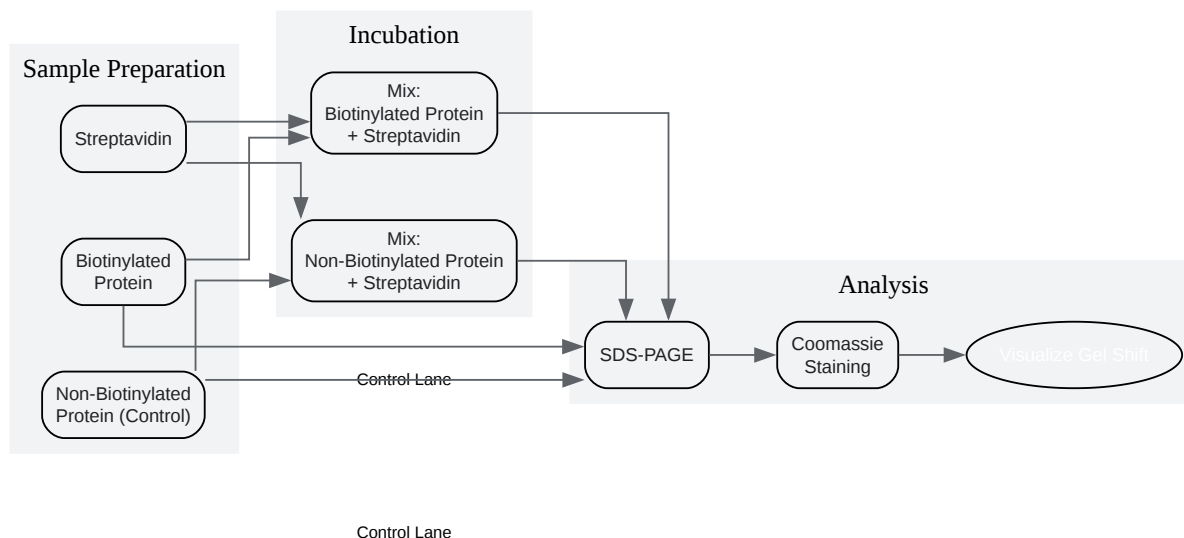 Incubation
Sample Preparation
Mix:
Biotinylated Protein
+ Streptavidin
Streptavidin
Mix:
Non-Biotinylated Protein
+ Streptavidin
Biotinylated
Protein
Analysis
SDS-PAGE
Coomassie
Staining
Visualize Gel Shift
Control Lane
Non-Biotinylated
Protein (Control)
Control Lane